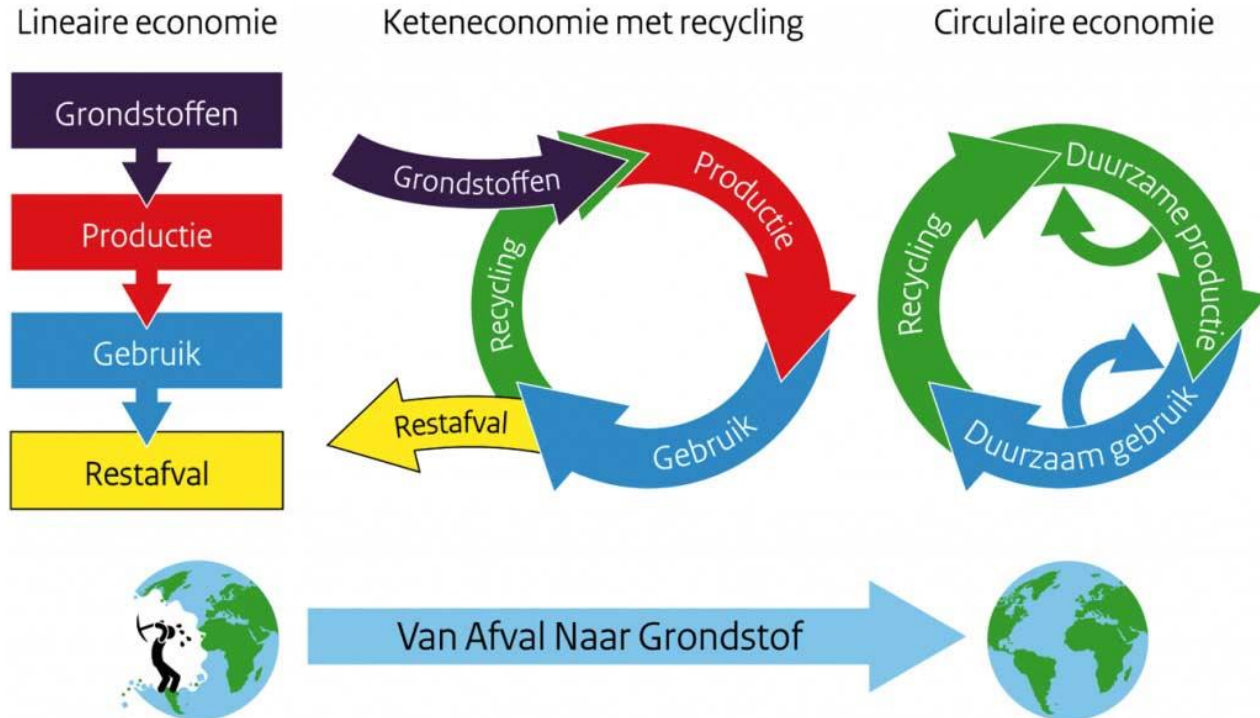 Lineaire economie
Grondstoffen
Productie
Gebruik
Restafval
Keteneconomie met recycling
Grondstoffen
Productie
Gebruik
Recycling
Restafval
Circulaire economie
Duurzame productie
Duurzaam gebruik
Recycling
Van Afval Naar Grondstof